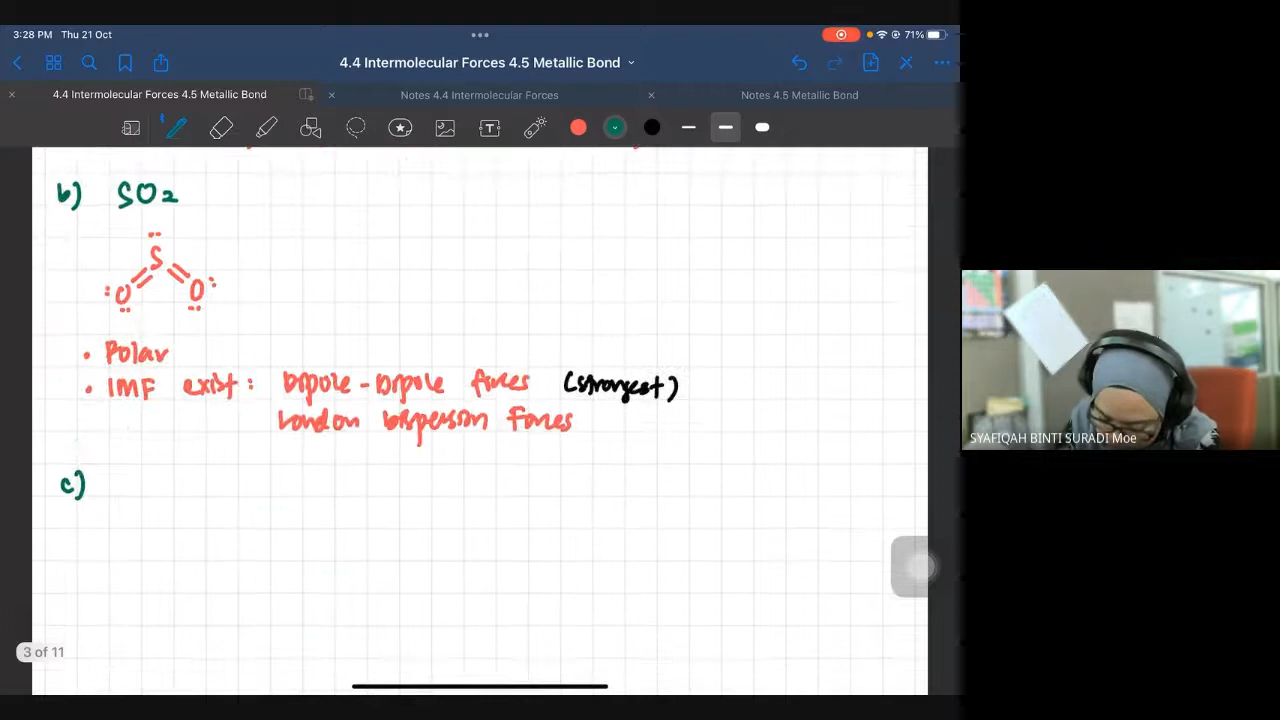 3:28 PM Thu 21 Oct
71%
4.4 Intermolecular Forces 4.5 Metallic Bond
4.4 Intermolecular Forces 4.5 Metallic Bond
Notes 4.4 Intermolecular Forces
Notes 4.5 Metallic Bond
b) SO2
S
O O
• Polar
• IMF exist: Dipole-Dipole forces (strongest)
London Dispersion Forces
c)
3 of 11
SYAFIQAH BINTI SURADI Moe